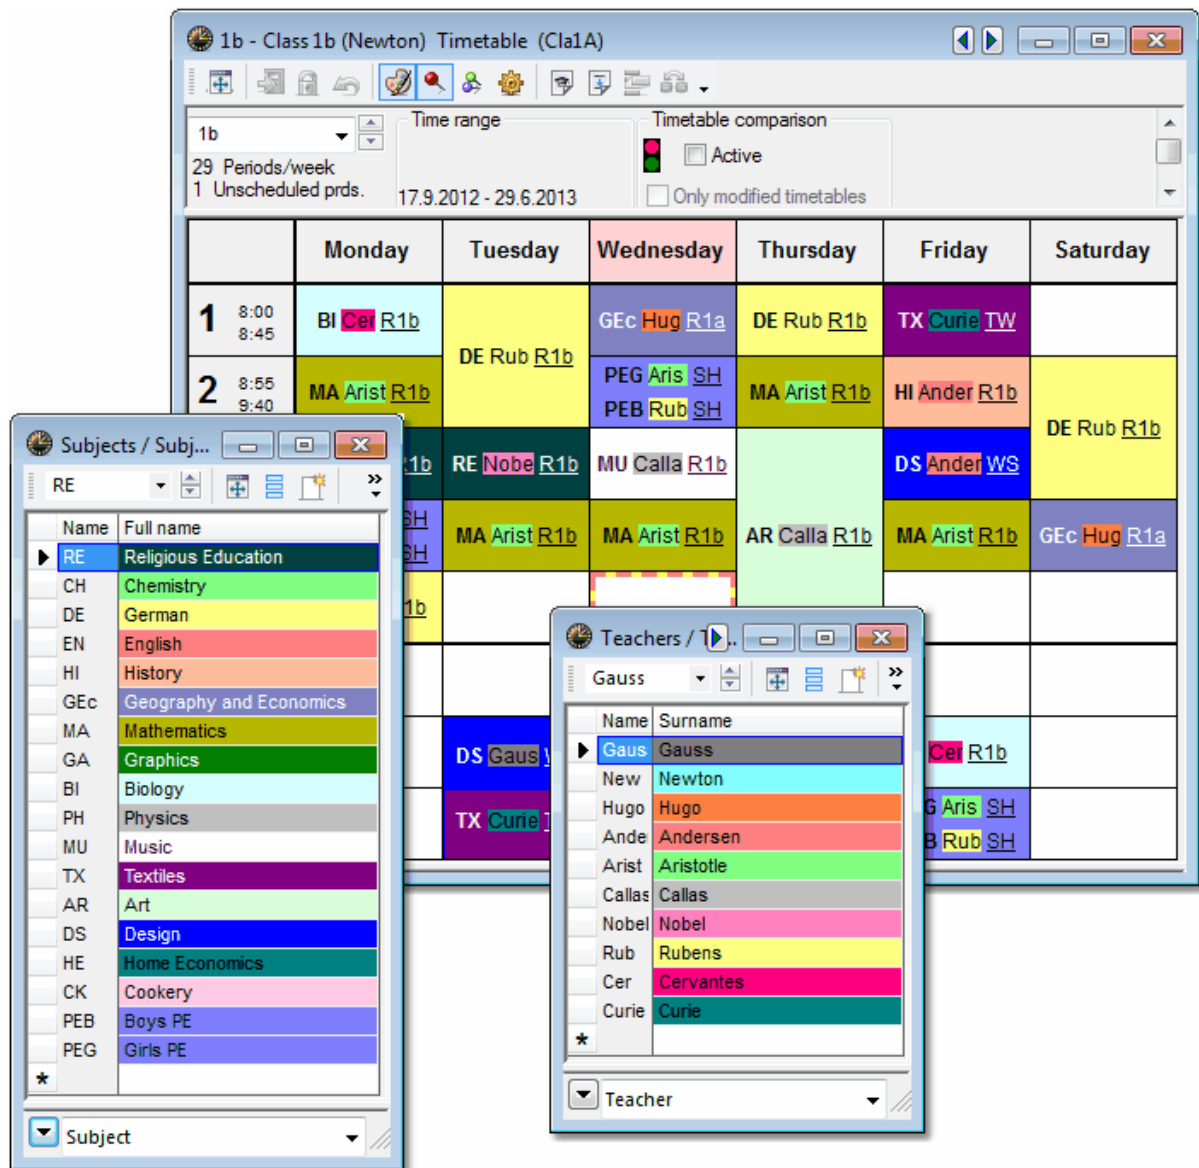 1b - Class 1b (Newton) Timetable (Cla1A)
1b
Time range
Timetable comparison
Active
29 Periods/week
1 Unscheduled prds.
17.9.2012 - 29.6.2013
Only modified timetables
Monday Tuesday Wednesday Thursday Friday Saturday
1 8:00 8:45
BI Cer R1b
DE Rub R1b
GEc Hug R1a
DE Rub R1b
TX Curie TW
2 8:55 9:40
MA Arist R1b
PEG Aris SH
PEB Rub SH
MA Arist R1b
HI Ander R1b
DE Rub R1b
1b
RE Nobe R1b
MU Calla R1b
DS Ander WS
SH
SH
MA Arist R1b
MA Arist R1b
AR Calla R1b
MA Arist R1b
GEc Hug R1a
1b
DS Gaus
Cer R1b
TX Curie
Aris SH
B Rub SH
Subjects / Subj...
RE
Name Full name
RE Religious Education
CH Chemistry
DE German
EN English
HI History
GEc Geography and Economics
MA Mathematics
GA Graphics
BI Biology
PH Physics
MU Music
TX Textiles
AR Art
DS Design
HE Home Economics
CK Cookery
PEB Boys PE
PEG Girls PE
*
Subject
Teachers /
Gauss
Name Surname
Gaus Gauss
New Newton
Hugo Hugo
Ande Andersen
Arist Aristotle
Callas Callas
Nobel Nobel
Rub Rubens
Cer Cervantes
Curie Curie
*
Teacher